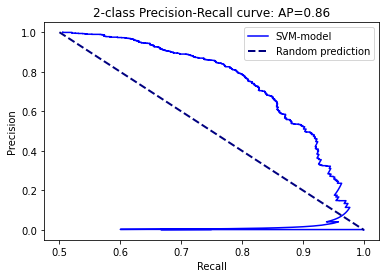 2-class Precision-Recall curve: AP=0.86
SVM-model
Random prediction
Precision
1.0
0.8
0.6
0.4
0.2
0.0
0.5
0.6
0.7
0.8
0.9
1.0
Recall